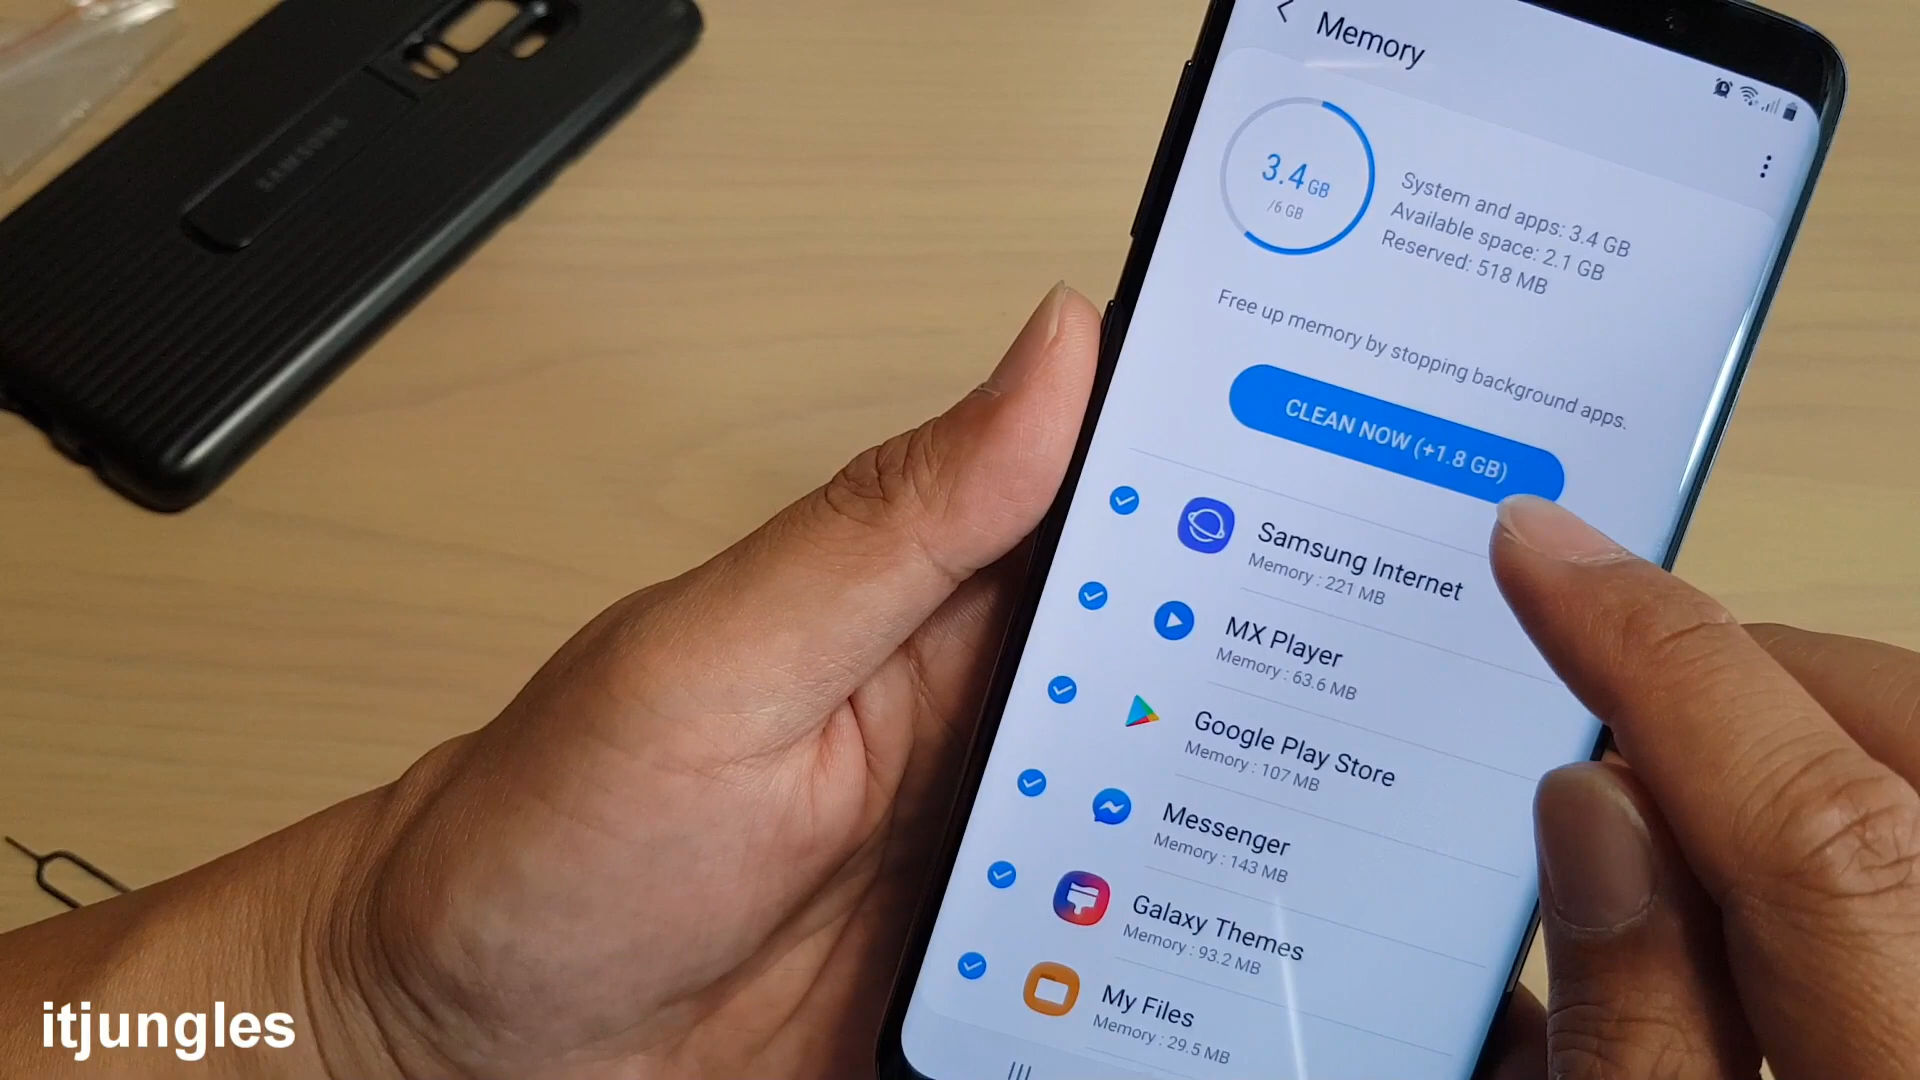 SAMSUNG
Memory
3.4 GB
/6 GB
System and apps: 3.4 GB
Available space: 2.1 GB
Reserved: 518 MB
Free up memory by stopping background apps.
CLEAN NOW (+1.8 GB)
Samsung Internet
Memory : 221 MB
MX Player
Memory : 63.6 MB
Google Play Store
Memory : 107 MB
Messenger
Memory : 143 MB
Galaxy Themes
Memory : 93.2 MB
My Files
Memory : 29.5 MB
itjungles